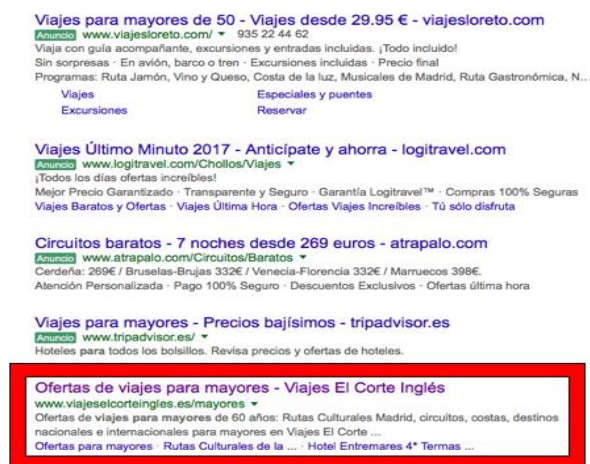 Viajes para mayores de 50 - Viajes desde 29.95 € - viajesloreto.com
Anuncio www.viajesloreto.com/ 935 22 44 62
Viaja con guía acompañante, excursiones y entradas incluidas. ¡Todo incluido!
Sin sorpresas · En avión, barco o tren · Excursiones incluidas · Precio final
Programas: Ruta Jamón, Vino y Queso, Costa de la luz, Musicales de Madrid, Ruta Gastronómica, N...
Viajes Especiales y puentes
Excursiones Reservar
Viajes Último Minuto 2017 - Anticípate y ahorra - logitravel.com
Anuncio www.logitravel.com/Chollos/Viajes
¡Todos los días ofertas increíbles!
Mejor Precio Garantizado · Transparente y Seguro · Garantía Logitravel™ · Compras 100% Seguras
Viajes Baratos y Ofertas · Viajes Última Hora · Ofertas Viajes Increíbles · Tú sólo disfruta
Circuitos baratos - 7 noches desde 269 euros - atrapalo.com
Anuncio www.atrapalo.com/Circuitos/Baratos
Cerdeña: 269€ / Bruselas-Brujas 332€ / Venecia-Florencia 332€ / Marruecos 398€.
Atención Personalizada · Pago 100% Seguro · Descuentos Exclusivos · Ofertas última hora
Viajes para mayores - Precios bajísimos - tripadvisor.es
Anuncio www.tripadvisor.es/
Hoteles para todos los bolsillos. Revisa precios y ofertas de hoteles.
Ofertas de viajes para mayores - Viajes El Corte Inglés
www.viajeselcorteingles.es/mayores
Ofertas de viajes para mayores de 60 años: Rutas Culturales Madrid, circuitos, costas, destinos
nacionales e internacionales para mayores en Viajes El Corte ...
Ofertas para mayores · Rutas Culturales de la ... · Hotel Entremares 4* Termas ...